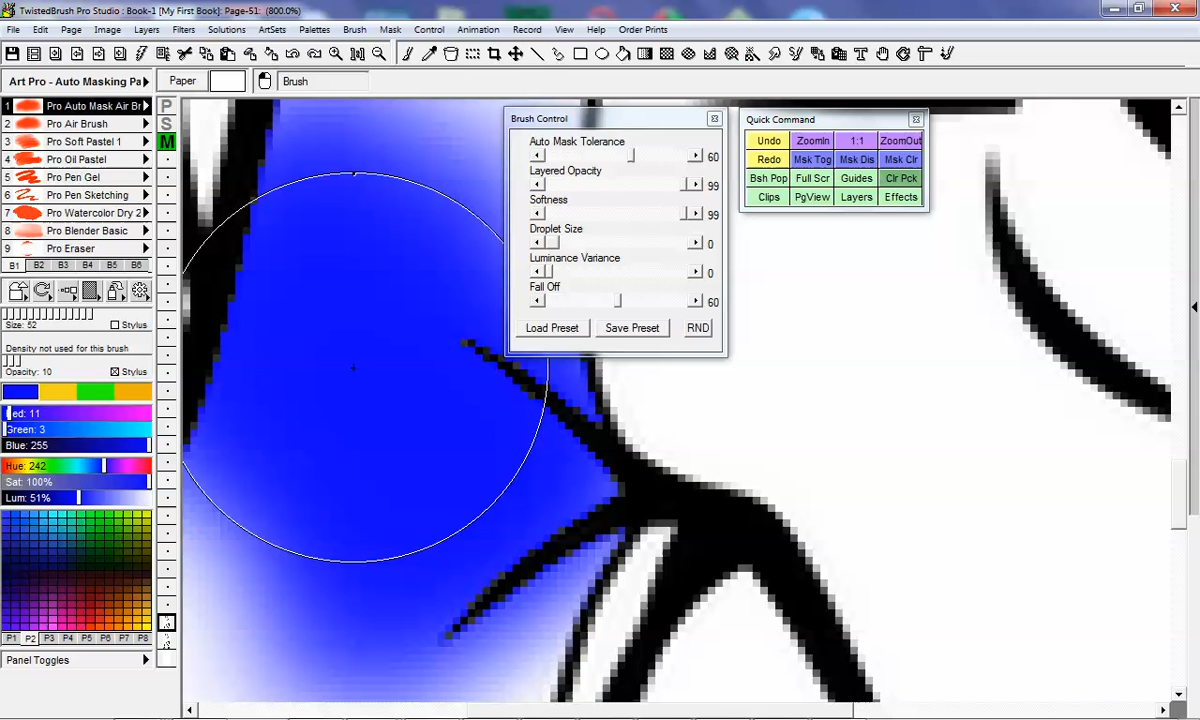 TwistedBrush Pro Studio : Book-1 [My First Book]: Page-51: (800.0%)
File Edit Page Image Layers Filters Solutions ArtSets Palettes Brush Mask Control Animation Record View Help Order Prints
Art Pro - Auto Masking Pa
Paper
Brush
1 Pro Auto Mask Air Br
2 Pro Air Brush
3 Pro Soft Pastel 1
4 Pro Oil Pastel
5 Pro Pen Gel
6 Pro Pen Sketching
7 Pro Watercolor Dry 2
8 Pro Blender Basic
9 Pro Eraser
B1 B2 B3 B4 B5 B6
P
S
M
Size: 52
Stylus
Density not used for this brush
Opacity: 10
Stylus
Red: 11
Green: 3
Blue: 255
Hue: 242
Sat: 100%
Lum: 51%
P1 P2 P3 P4 P5 P6 P7 P8
Panel Toggles
Brush Control
Auto Mask Tolerance
60
Layered Opacity
99
Softness
99
Droplet Size
0
Luminance Variance
0
Fall Off
60
Load Preset Save Preset RND
Quick Command
Undo ZoomIn 1:1 ZoomOut
Redo Msk Tog Msk Dis Msk Clr
Bsh Pop Full Scr Guides Clr Pck
Clips PgView Layers Effects